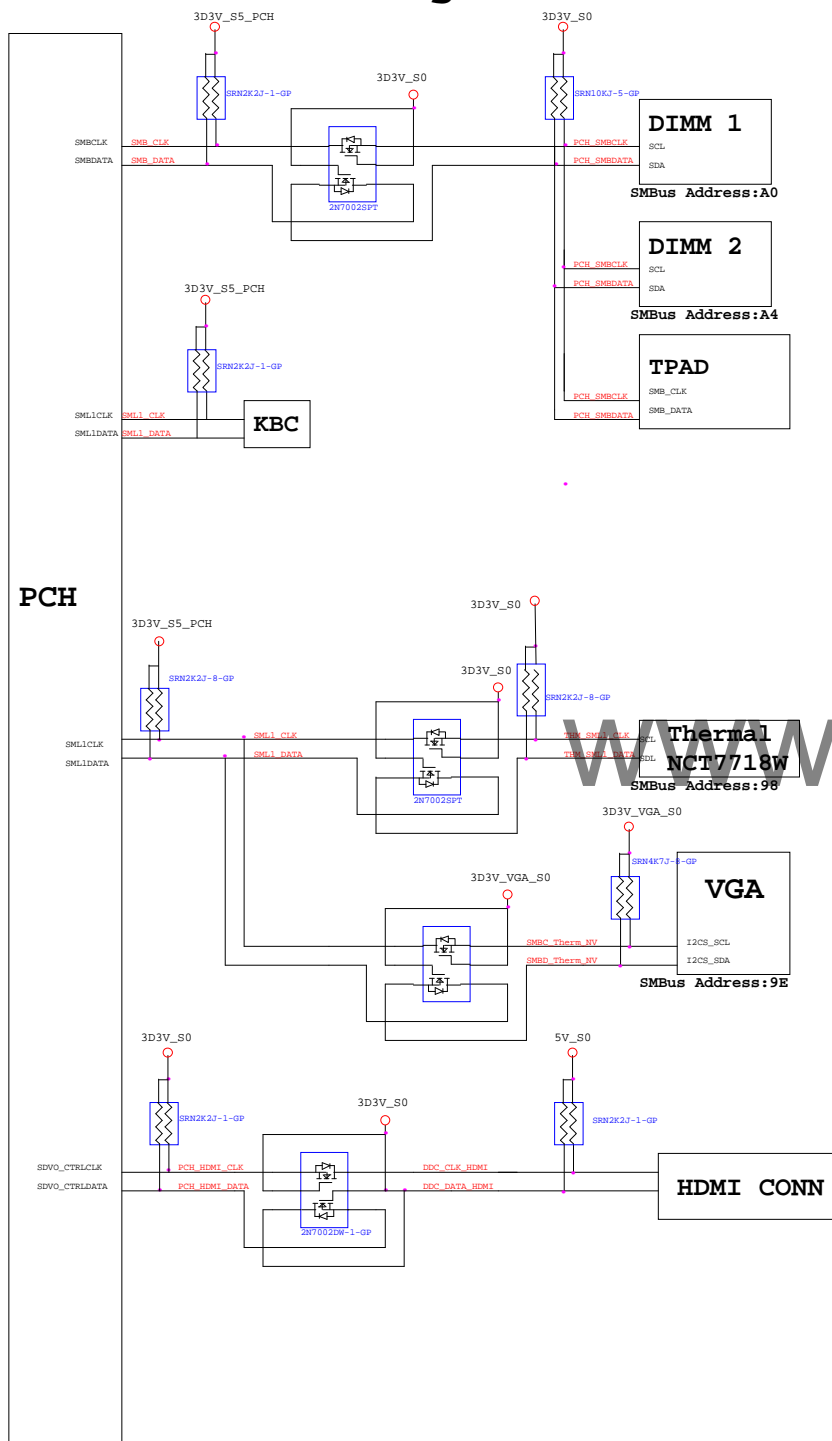 3D3V_S5_PCH
3D3V_S0
3D3V_S0
SRN2K2J-1-GP
SRN10KJ-5-GP
DIMM 1
SMBCLK
SMB_CLK
PCH_SMBCLK
SCL
SMBDATA
SMB_DATA
PCH_SMBDATA
SDA
SMBus Address:A0
2N7002SPT
DIMM 2
PCH_SMBCLK
SCL
PCH_SMBDATA
SDA
SMBus Address:A4
3D3V_S5_PCH
SRN2K2J-1-GP
TPAD
SMB_CLK
PCH_SMBCLK
SMB_DATA
PCH_SMBDATA
SML1CLK
SML1_CLK
KBC
SML1DATA
SML1_DATA
PCH
3D3V_S0
3D3V_S5_PCH
3D3V_S0
SRN2K2J-8-GP
SRN2K2J-8-GP
SML1CLK
SML1_CLK
THM_SML1_CLK
SCL
Thermal
SML1DATA
SML1_DATA
THM_SML1_DATA
SDL
NCT7718W
SMBus Address:98
2N7002SPT
WWW
3D3V_VGA_S0
SRN4K7J-8-GP
3D3V_VGA_S0
VGA
SMBC_Therm_NV
I2CS_SCL
SMBD_Therm_NV
I2CS_SDA
SMBus Address:9E
3D3V_S0
5V_S0
3D3V_S0
SRN2K2J-1-GP
SRN2K2J-1-GP
SDVO_CTRLCLK
PCH_HDMI_CLK
DDC_CLK_HDMI
SDVO_CTRLDATA
PCH_HDMI_DATA
DDC_DATA_HDMI
HDMI CONN
2N7002DW-1-GP